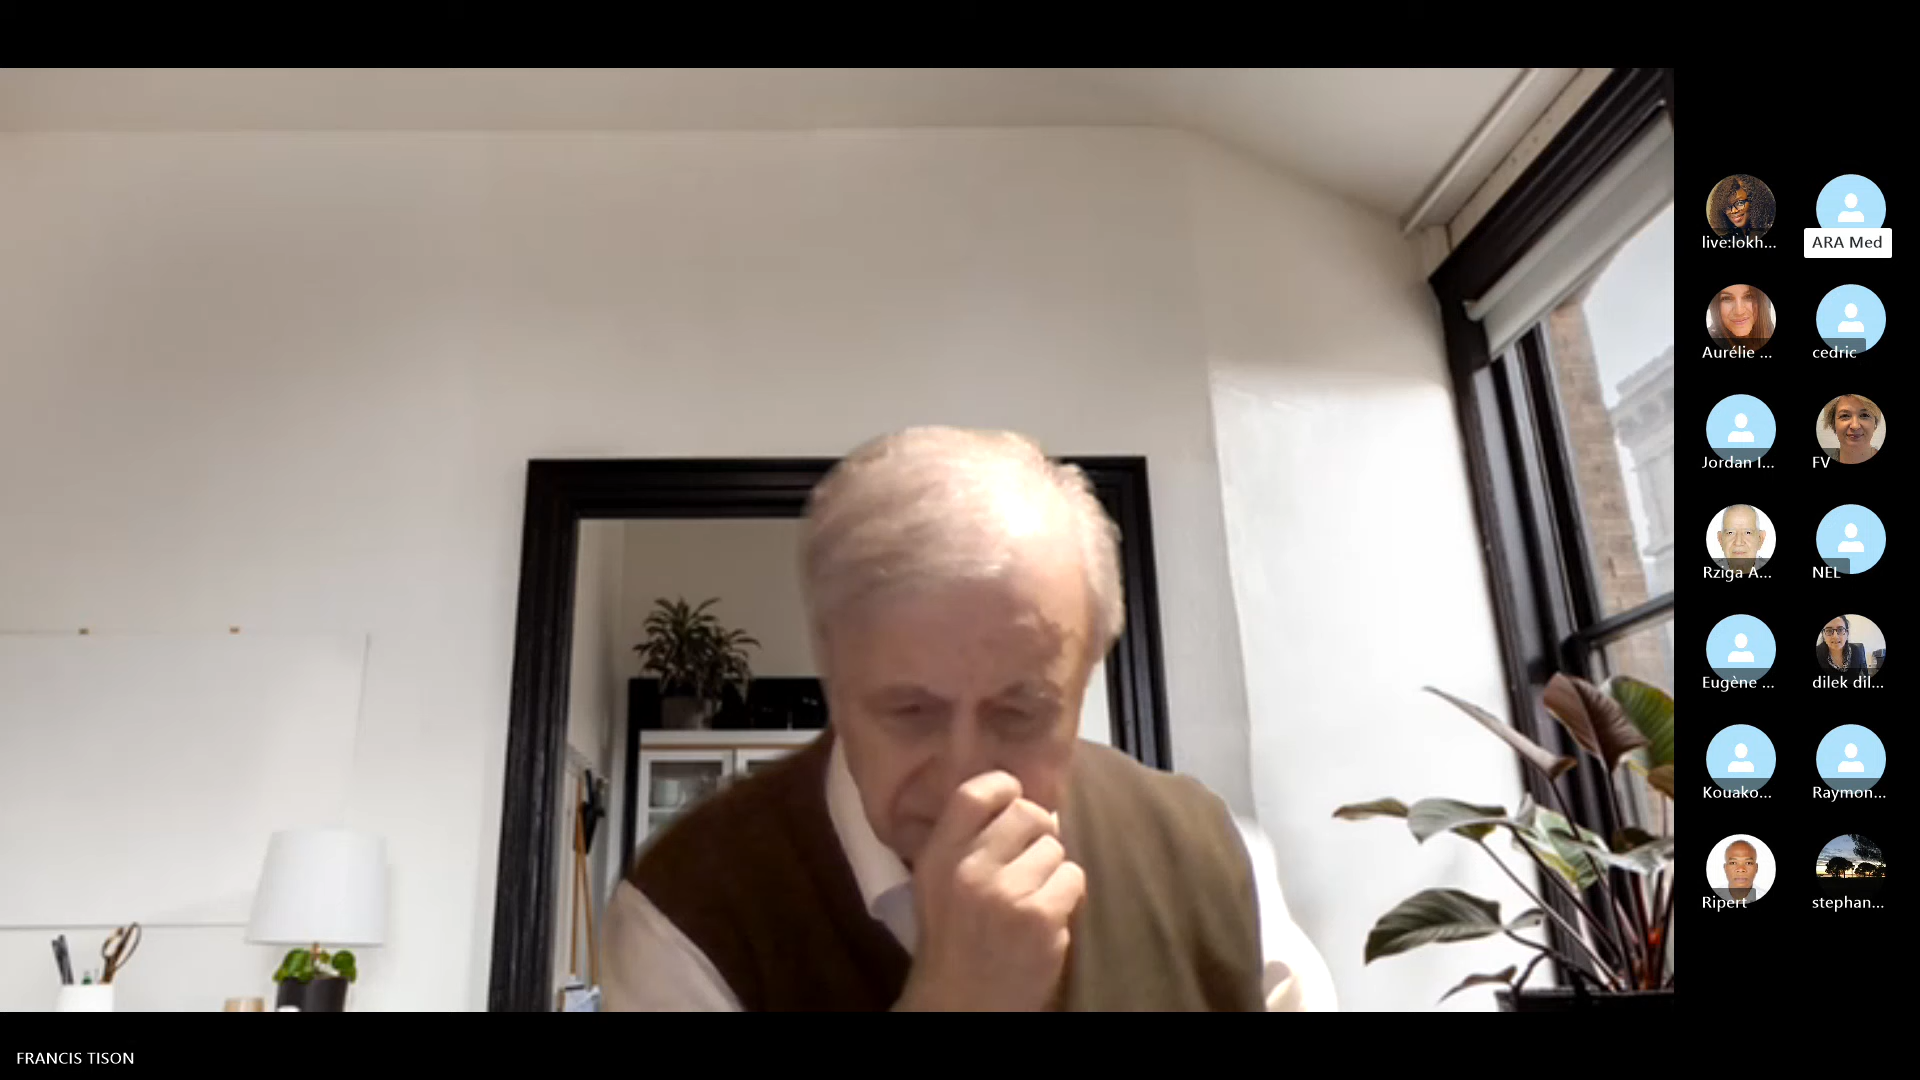 live:lokh...
ARA Med
Aurélie ...
cedric
Jordan I...
FV
Rziga A...
NEL
Eugène ...
dilek dil...
Kouako...
Raymon...
Ripert
stephan...
FRANCIS TISON